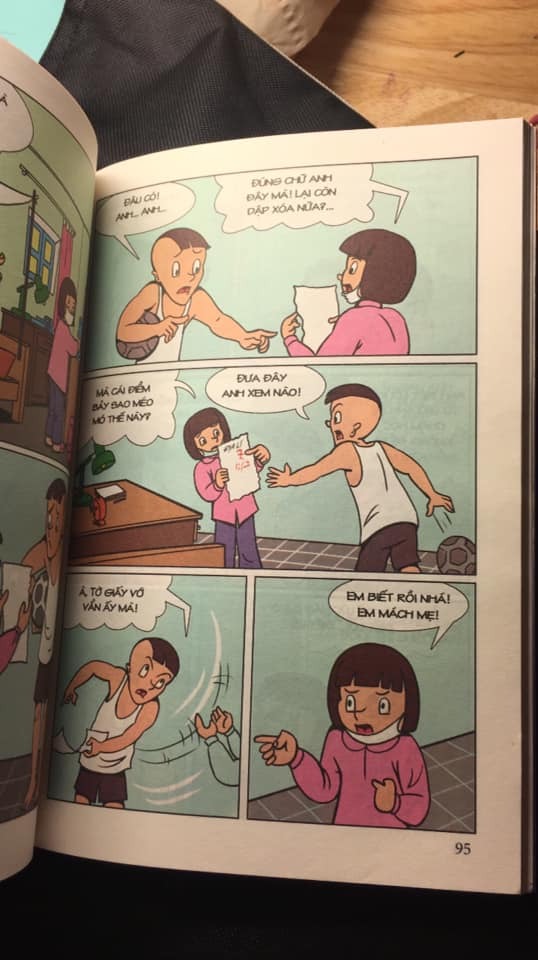 ĐÂU CÓ!
ANH... ANH...
ĐÚNG CHỮ ANH
ĐÂY MÀ! LẠI CÒN
DẬP XÓA NỮA?...
MÀ CÁI ĐIỂM
BẢY SAO MÉO
MÓ THẾ NÀY?
ĐƯA ĐÂY
ANH XEM NÀO!
Á, TỜ GIẤY VỚ
VẨN ẤY MÀ!
EM BIẾT RỒI NHÁ!
EM MÁCH MẸ!
95